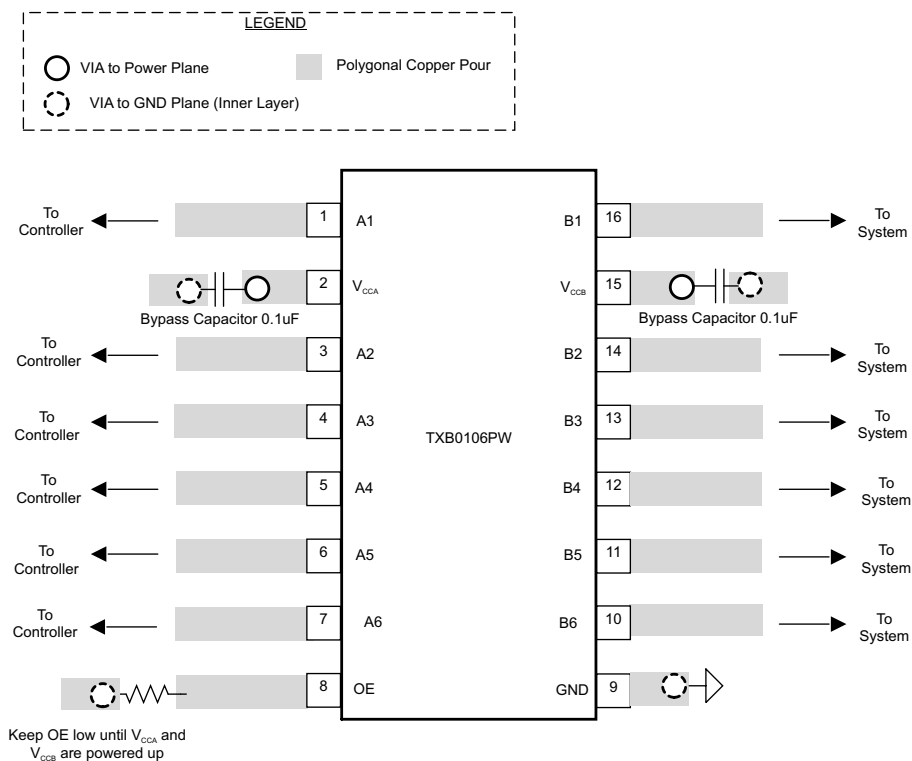 LEGEND
VIA to Power Plane
Polygonal Copper Pour
VIA to GND Plane (Inner Layer)
To
Controller
1
A1
B1
16
To
System
2
VCCA
VCCB
15
Bypass Capacitor 0.1uF
Bypass Capacitor 0.1uF
To
Controller
3
A2
B2
14
To
System
To
Controller
4
A3
B3
13
To
System
TXB0106PW
To
Controller
5
A4
B4
12
To
System
To
Controller
6
A5
B5
11
To
System
To
Controller
7
A6
B6
10
To
System
8
OE
GND
9
Keep OE low until VCCA and
VCCB are powered up